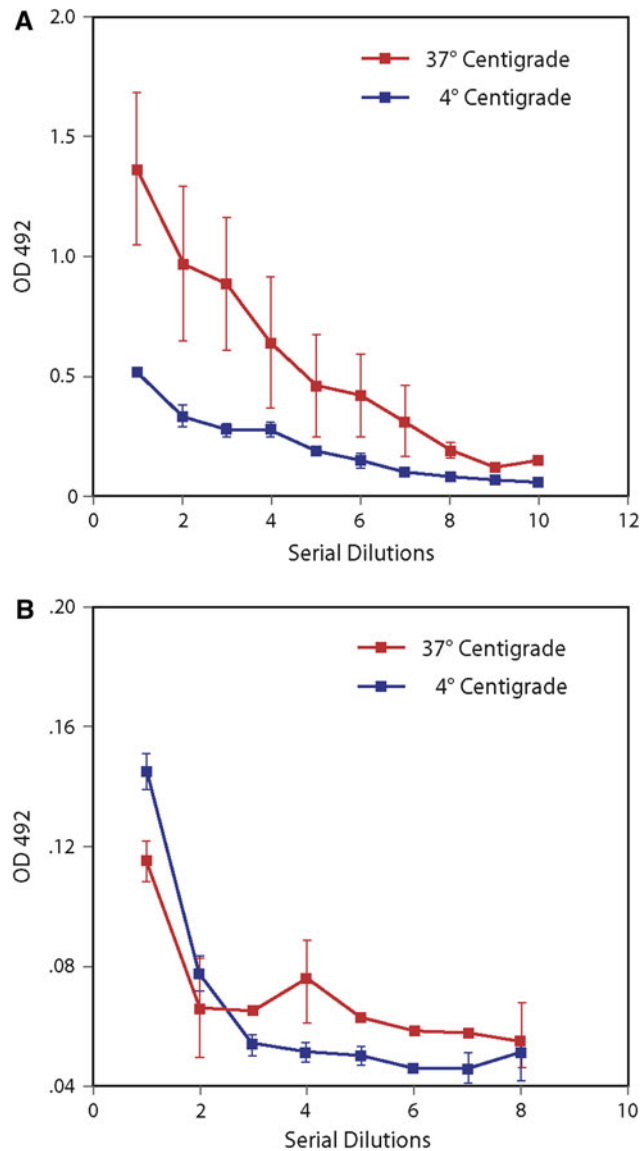 A
2.0
37° Centigrade
4° Centigrade
1.5
1.0
0.5
0
OD 492
0 2 4 6 8 10 12
Serial Dilutions
B
.20
37° Centigrade
4° Centigrade
.16
.12
.08
.04
OD 492
0 2 4 6 8 10
Serial Dilutions